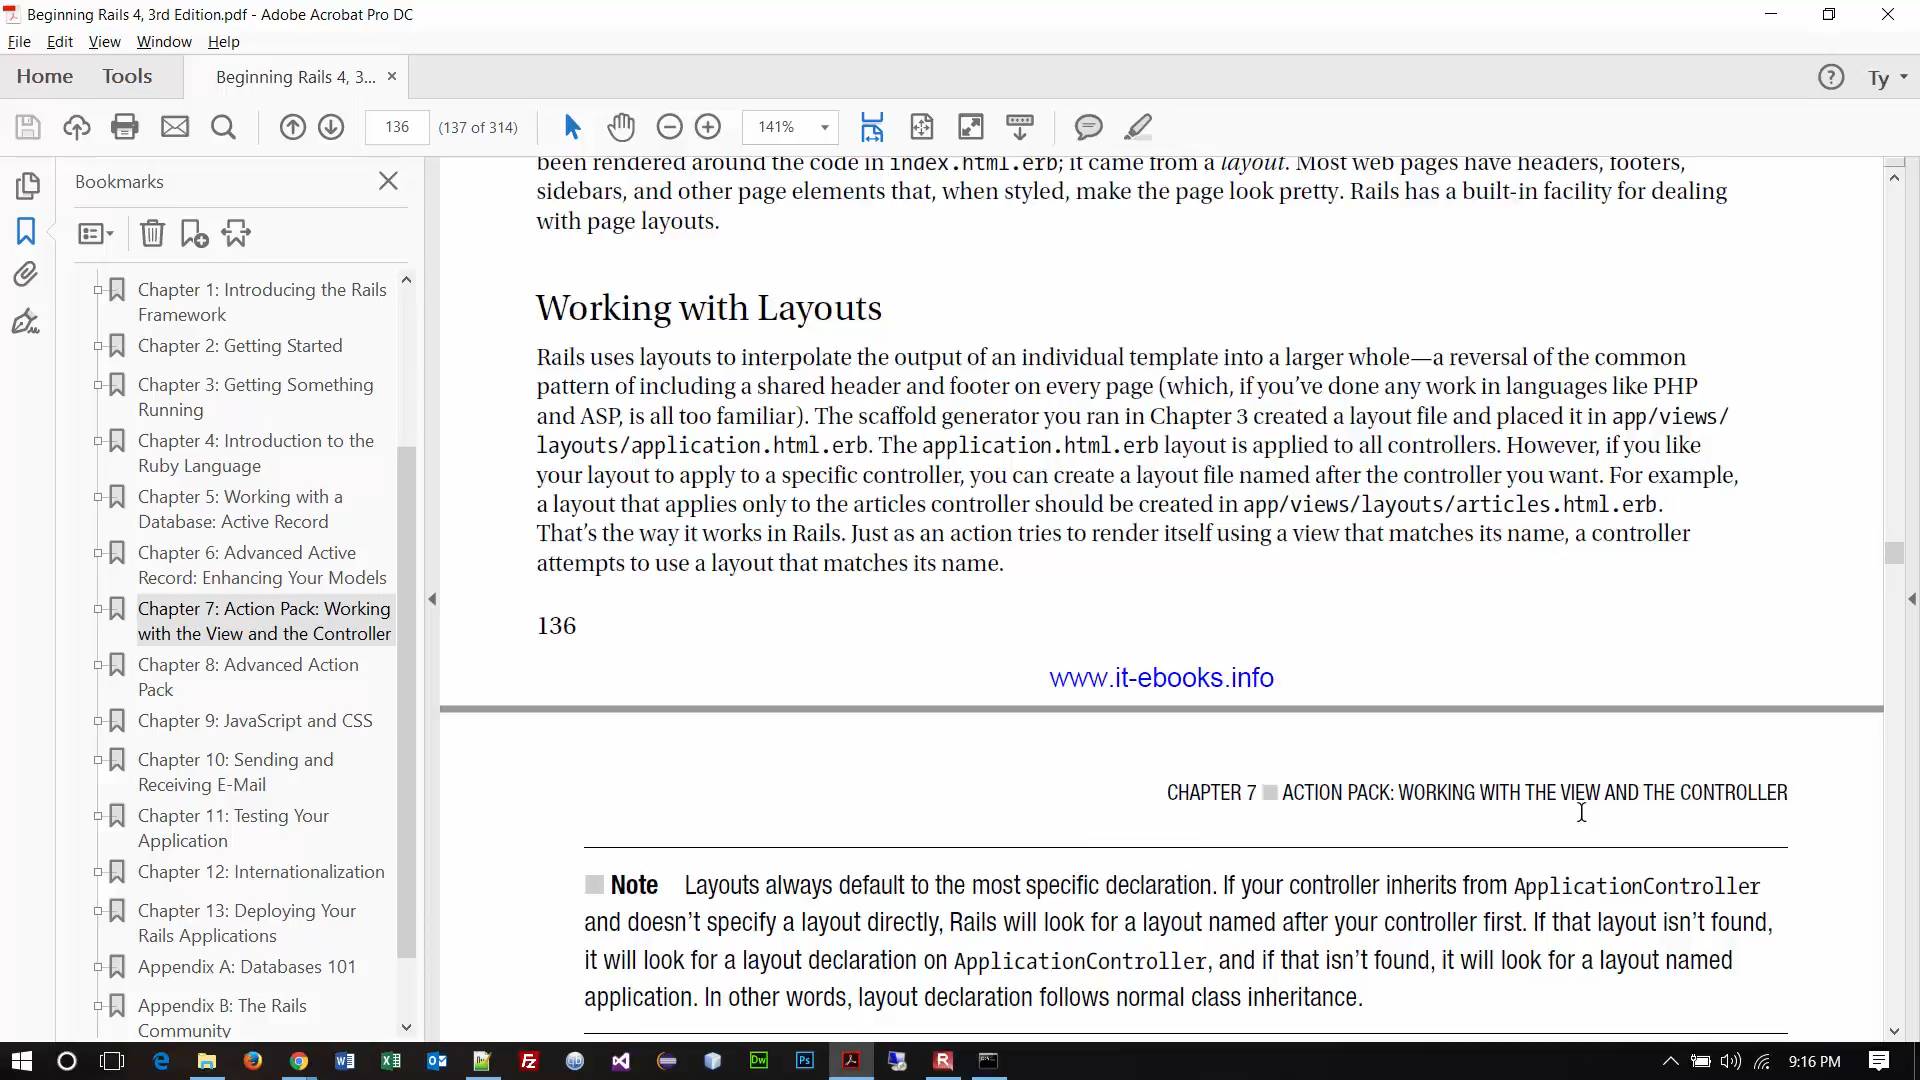 Beginning Rails 4, 3rd Edition.pdf - Adobe Acrobat Pro DC
File Edit View Window Help
Home Tools Beginning Rails 4, 3... × Ty
136 (137 of 314) 141%
Bookmarks
Chapter 1: Introducing the Rails
Framework
Chapter 2: Getting Started
Chapter 3: Getting Something
Running
Chapter 4: Introduction to the
Ruby Language
Chapter 5: Working with a
Database: Active Record
Chapter 6: Advanced Active
Record: Enhancing Your Models
Chapter 7: Action Pack: Working
with the View and the Controller
Chapter 8: Advanced Action
Pack
Chapter 9: JavaScript and CSS
Chapter 10: Sending and
Receiving E-Mail
Chapter 11: Testing Your
Application
Chapter 12: Internationalization
Chapter 13: Deploying Your
Rails Applications
Appendix A: Databases 101
Appendix B: The Rails
Community
been rendered around the code in index.html.erb; it came from a layout. Most web pages have headers, footers,
sidebars, and other page elements that, when styled, make the page look pretty. Rails has a built-in facility for dealing
with page layouts.
Working with Layouts
Rails uses layouts to interpolate the output of an individual template into a larger whole—a reversal of the common
pattern of including a shared header and footer on every page (which, if you’ve done any work in languages like PHP
and ASP, is all too familiar). The scaffold generator you ran in Chapter 3 created a layout file and placed it in app/views/
layouts/application.html.erb. The application.html.erb layout is applied to all controllers. However, if you like
your layout to apply to a specific controller, you can create a layout file named after the controller you want. For example,
a layout that applies only to the articles controller should be created in app/views/layouts/articles.html.erb.
That’s the way it works in Rails. Just as an action tries to render itself using a view that matches its name, a controller
attempts to use a layout that matches its name.
136
www.it-ebooks.info
CHAPTER 7 ■ ACTION PACK: WORKING WITH THE VIEW AND THE CONTROLLER
■ Note Layouts always default to the most specific declaration. If your controller inherits from ApplicationController
and doesn’t specify a layout directly, Rails will look for a layout named after your controller first. If that layout isn’t found,
it will look for a layout declaration on ApplicationController, and if that isn’t found, it will look for a layout named
application. In other words, layout declaration follows normal class inheritance.
9:16 PM